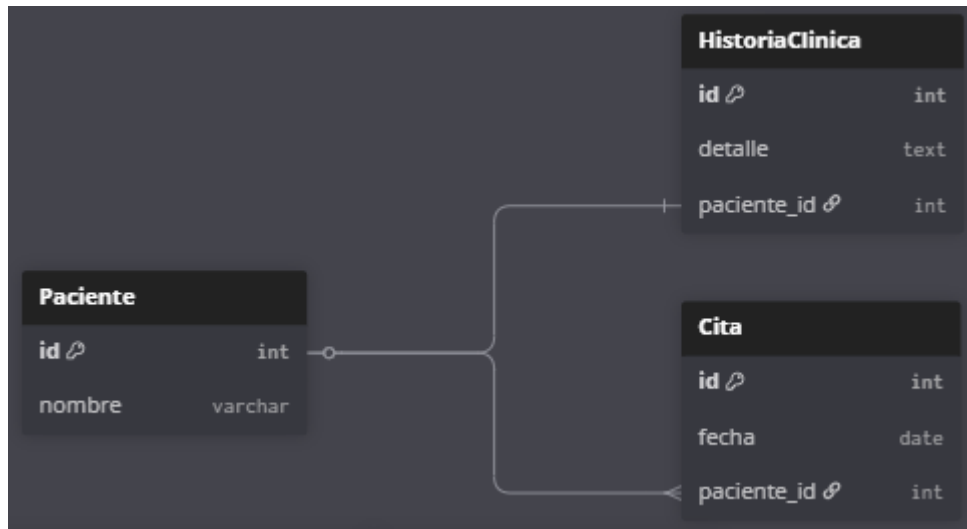 HistoriaClinica
id int
detalle text
paciente_id int
Paciente
id int
nombre varchar
Cita
id int
fecha date
paciente_id int